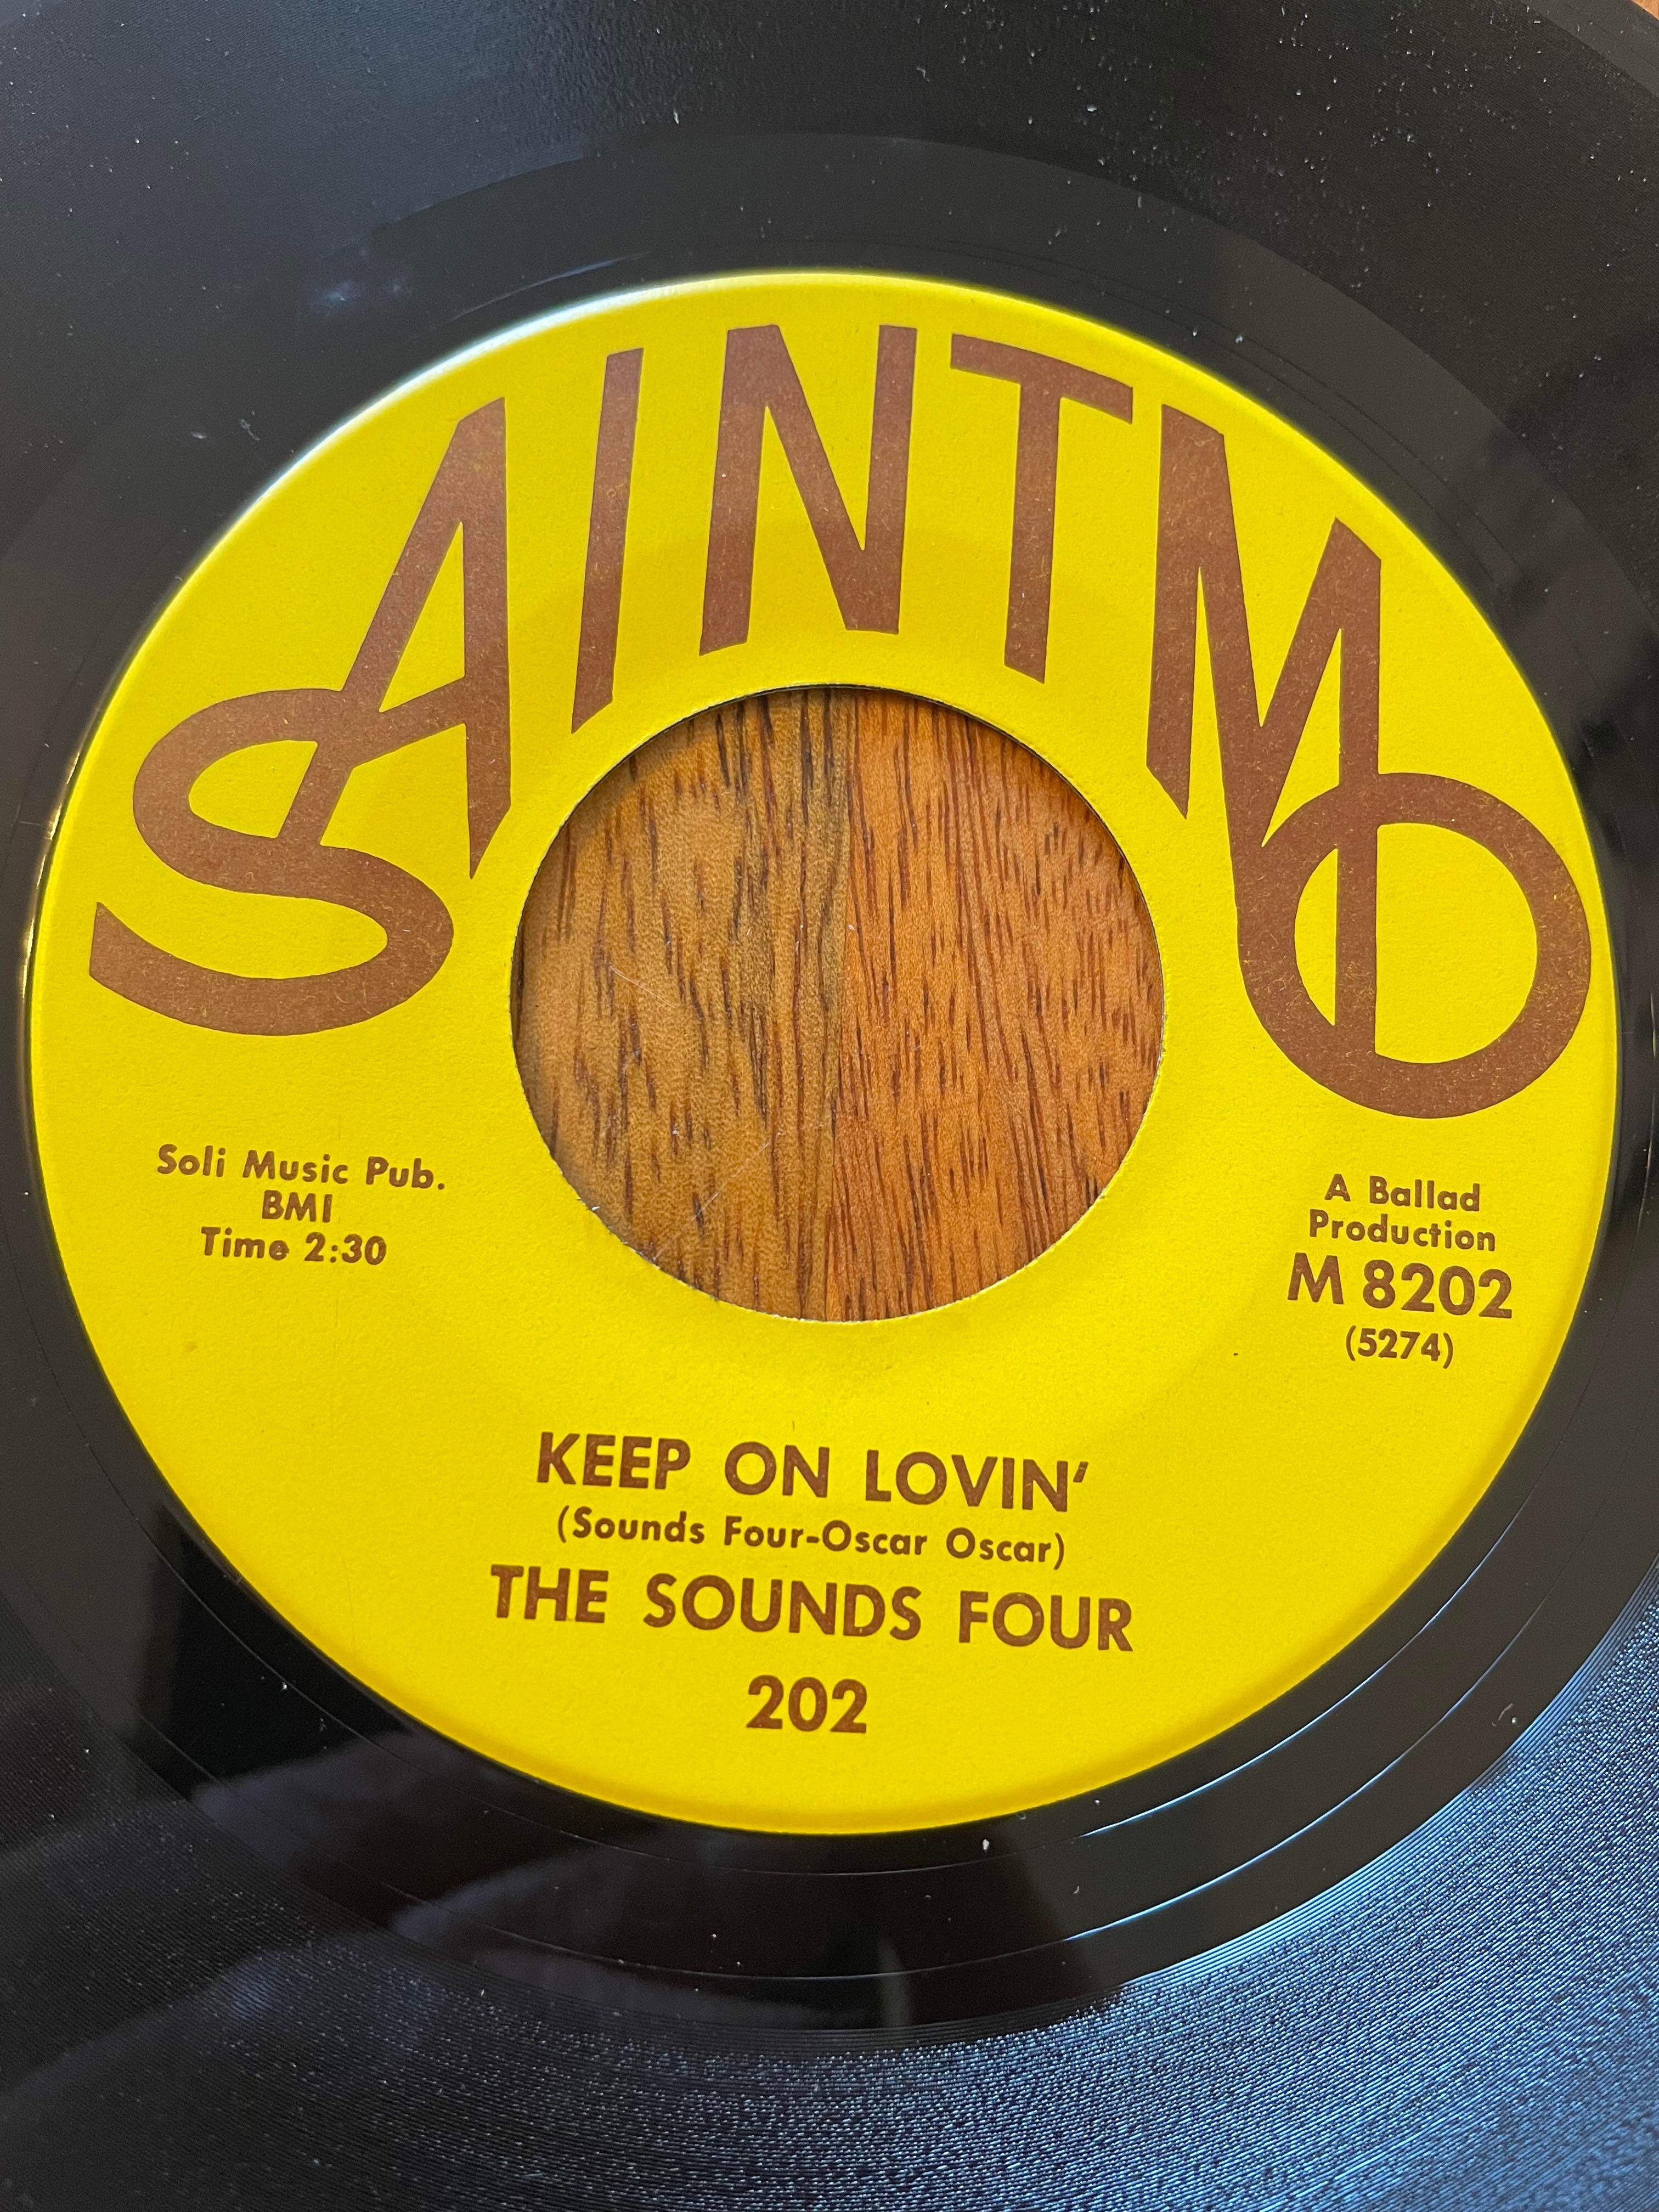 SAINTMO
Soli Music Pub.
BMI
Time 2:30
A Ballad
Production
M 8202
(5274)
KEEP ON LOVIN'
(Sounds Four-Oscar Oscar)
THE SOUNDS FOUR
202